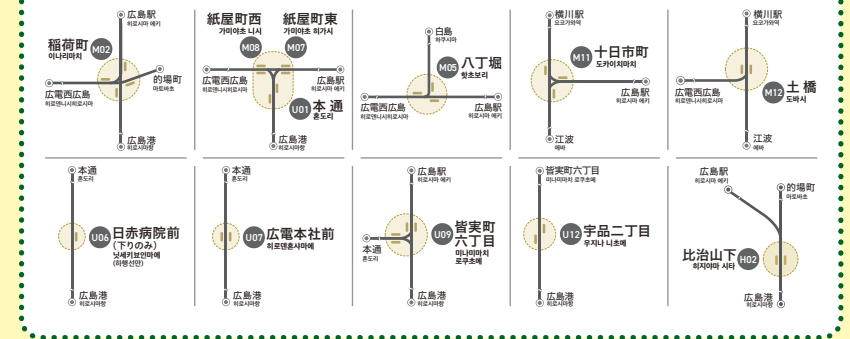 広島駅
히로시마 에키
稲荷町
이나리마치
M02
的場町
마토바쵸
広電西広島
히로덴니시히로시마
広島港
히로시마항
紙屋町西
가미야쵸 니시
紙屋町東
가미야쵸 히가시
M08
M07
広電西広島
히로덴니시히로시마
広島駅
히로시마 에키
U01
本通
혼도리
広島港
히로시마항
白島
하쿠시마
M05
八丁堀
핫쵸보리
広電西広島
히로덴니시히로시마
広島駅
히로시마 에키
横川駅
요코가와역
M11
十日市町
도카이치마치
広島駅
히로시마 에키
江波
에바
横川駅
요코가와역
広電西広島
히로덴니시히로시마
M12
土橋
도바시
江波
에바
本通
혼도리
U06
日赤病院前
(下りのみ)
닛세키뵤인마에
(하행선만)
広島港
히로시마항
本通
혼도리
U07
広電本社前
히로덴혼샤마에
広島港
히로시마항
広島駅
히로시마 에키
U09
皆実町
六丁目
미나미마치
로쿠쵸메
本通
혼도리
広島港
히로시마항
皆実町六丁目
미나미마치 로쿠쵸메
U12
宇品二丁目
우지나 니쵸메
広島港
히로시마항
広島駅
히로시마 에키
的場町
마토바쵸
比治山下
히지야마 시타
H02
広島港
히로시마항